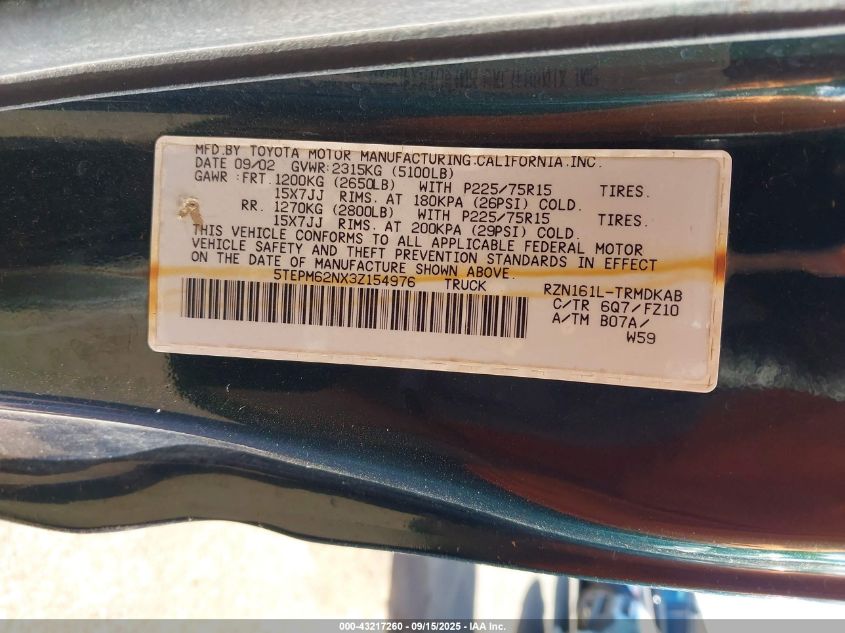 MFD.BY TOYOTA MOTOR MANUFACTURING.CALIFORNIA.INC.
DATE 09/02 GVWR:2315KG (5100LB)
GAWR :FRT.1200KG (2650LB) WITH P225/75R15 TIRES.
15X7JJ RIMS. AT 180KPA (26PSI) COLD.
RR. 1270KG (2800LB) WITH P225/75R15 TIRES.
15X7JJ RIMS. AT 200KPA (29PSI) COLD.
THIS VEHICLE CONFORMS TO ALL APPLICABLE FEDERAL MOTOR
VEHICLE SAFETY AND THEFT PREVENTION STANDARDS IN EFFECT
ON THE DATE OF MANUFACTURE SHOWN ABOVE.
5TEPM62NX3Z154976 TRUCK RZN161L-TRMDKAB
C/TR 6Q7/FZ10
A/TM B07A/
W59
000-43217260 - 09/15/2025 - IAA Inc.